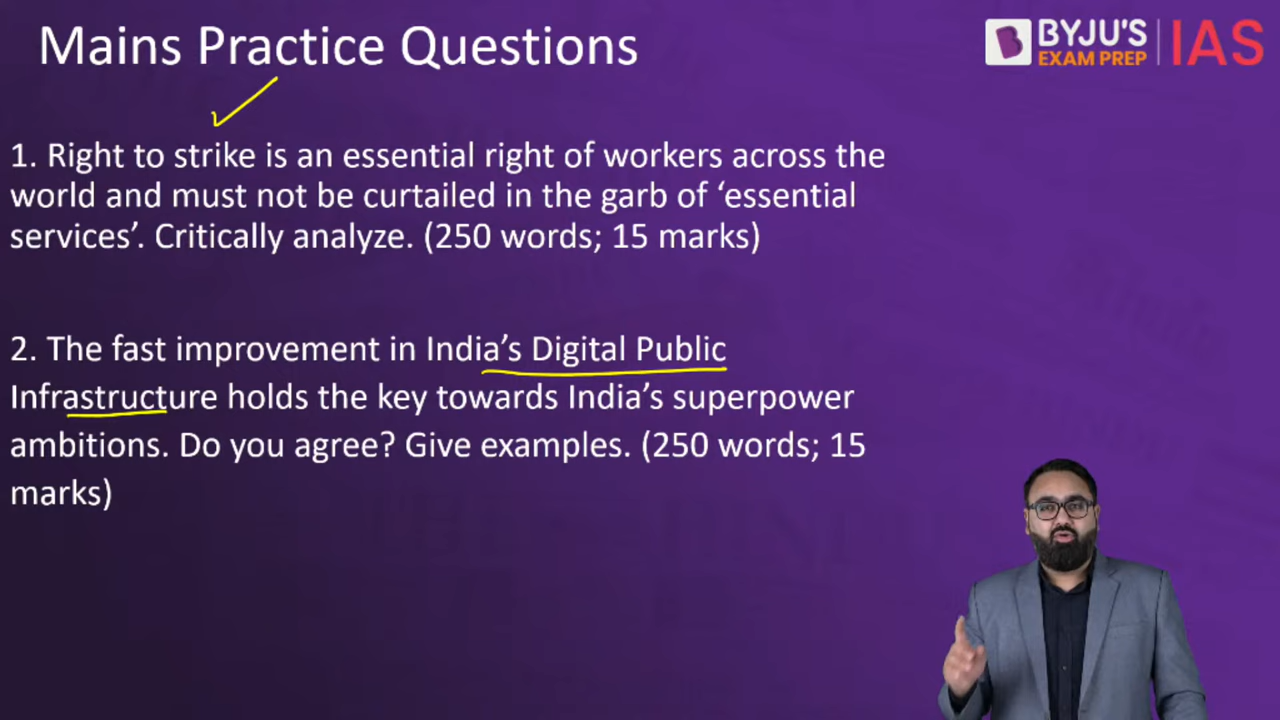 Mains Practice Questions
BYJU'S
EXAM PREP
IAS
1. Right to strike is an essential right of workers across the
world and must not be curtailed in the garb of ‘essential
services’. Critically analyze. (250 words; 15 marks)
2. The fast improvement in India’s Digital Public
Infrastructure holds the key towards India’s superpower
ambitions. Do you agree? Give examples. (250 words; 15
marks)